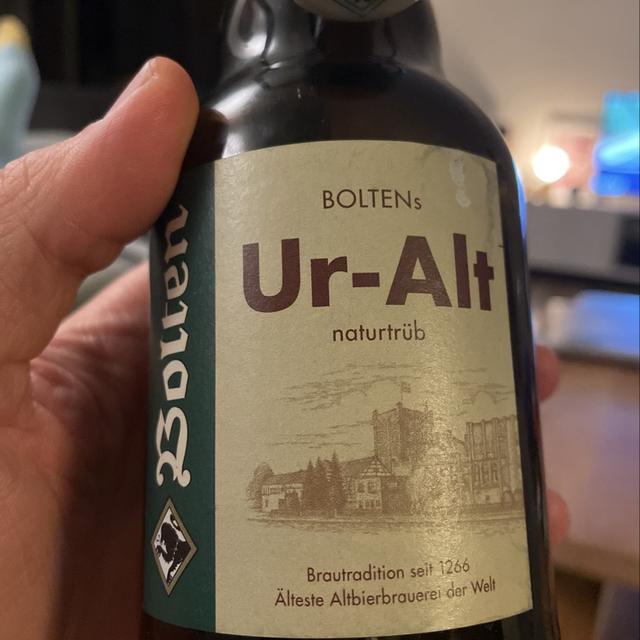 BOLTENs
Ur-Alt
naturtrüb
Bolten
Brautradition seit 1266
Älteste Altbierbrauerei der Welt